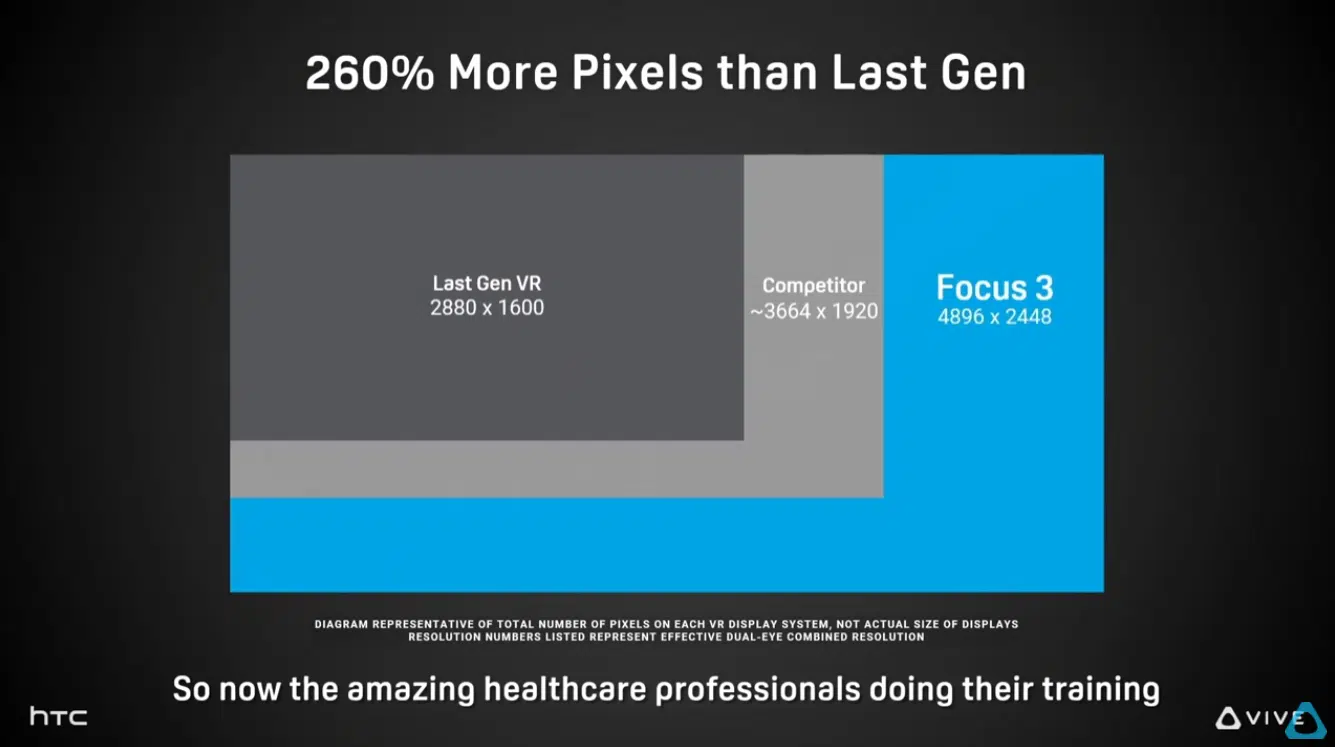 260% More Pixels than Last Gen
Last Gen VR
2880 x 1600
Competitor
~3664 x 1920
Focus 3
4896 x 2448
DIAGRAM REPRESENTATIVE OF TOTAL NUMBER OF PIXELS ON EACH VR DISPLAY SYSTEM, NOT ACTUAL SIZE OF DISPLAYS
RESOLUTION NUMBERS LISTED REPRESENT EFFECTIVE DUAL-EYE COMBINED RESOLUTION
So now the amazing healthcare professionals doing their training
hTC
VIVE